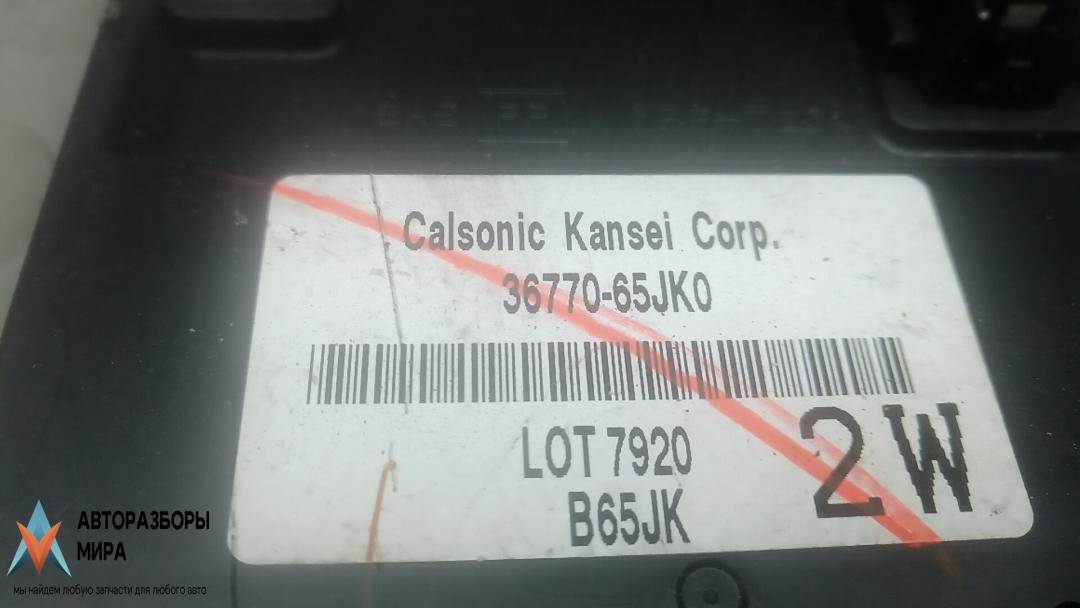 Calsonic Kansei Corp.
36770-65JK0
LOT 7920
2W
B65JK
АВТОРАЗБОРЫ
МИРА
мы найдем любую запчасти для любого авто